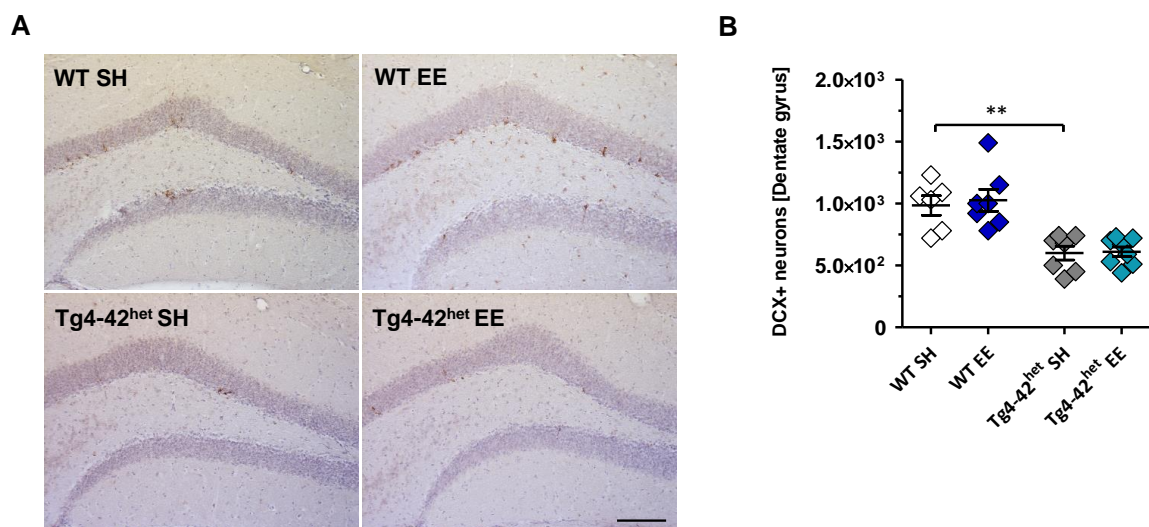 A
B
WT SH
WT EE
Tg4-42ʰᵉᵗ SH
Tg4-42ʰᵉᵗ EE
DCX+ neurons [Dentate gyrus]
2.0×10³
1.5×10³
1.0×10³
5.0×10²
0
**
WT SH
WT EE
Tg4-42ʰᵉᵗ SH
Tg4-42ʰᵉᵗ EE